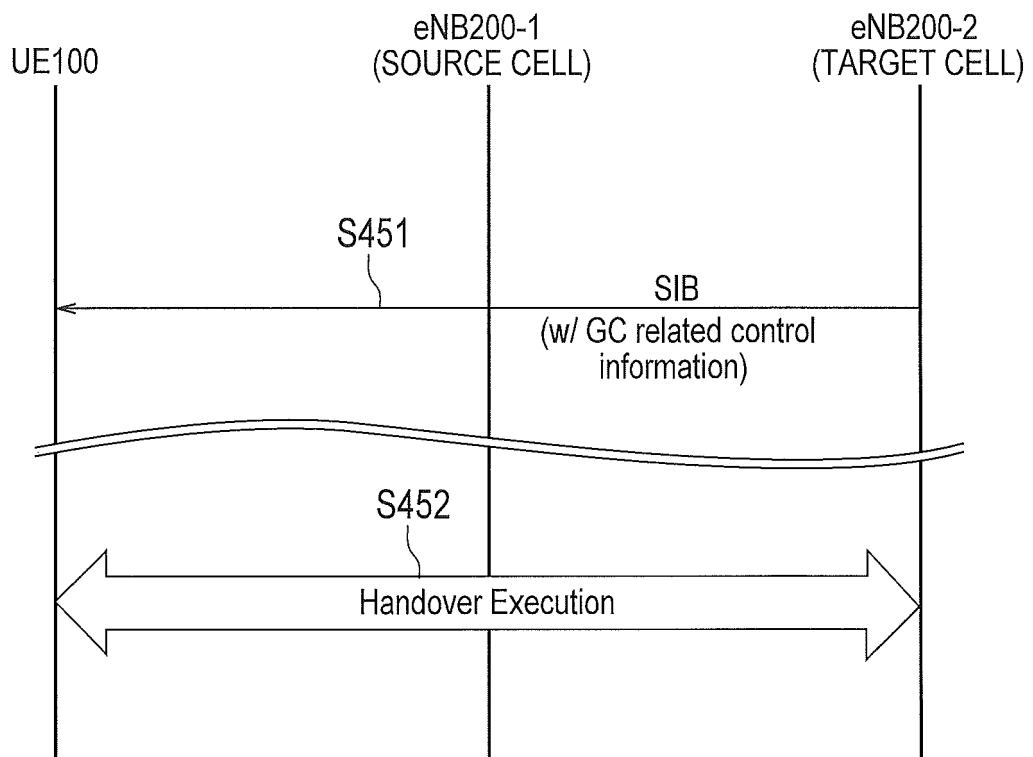 UE100
eNB200-1
(SOURCE CELL)
eNB200-2
(TARGET CELL)
S451
SIB
(w/ GC related control
information)
S452
Handover Execution